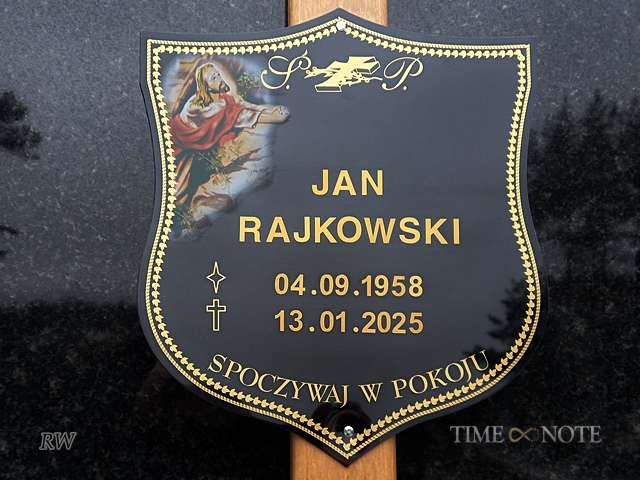 Ś. P.
JAN
RAJKOWSKI
04.09.1958
13.01.2025
SPOCZYWAJ W POKOJU
RW
TIME NOTE